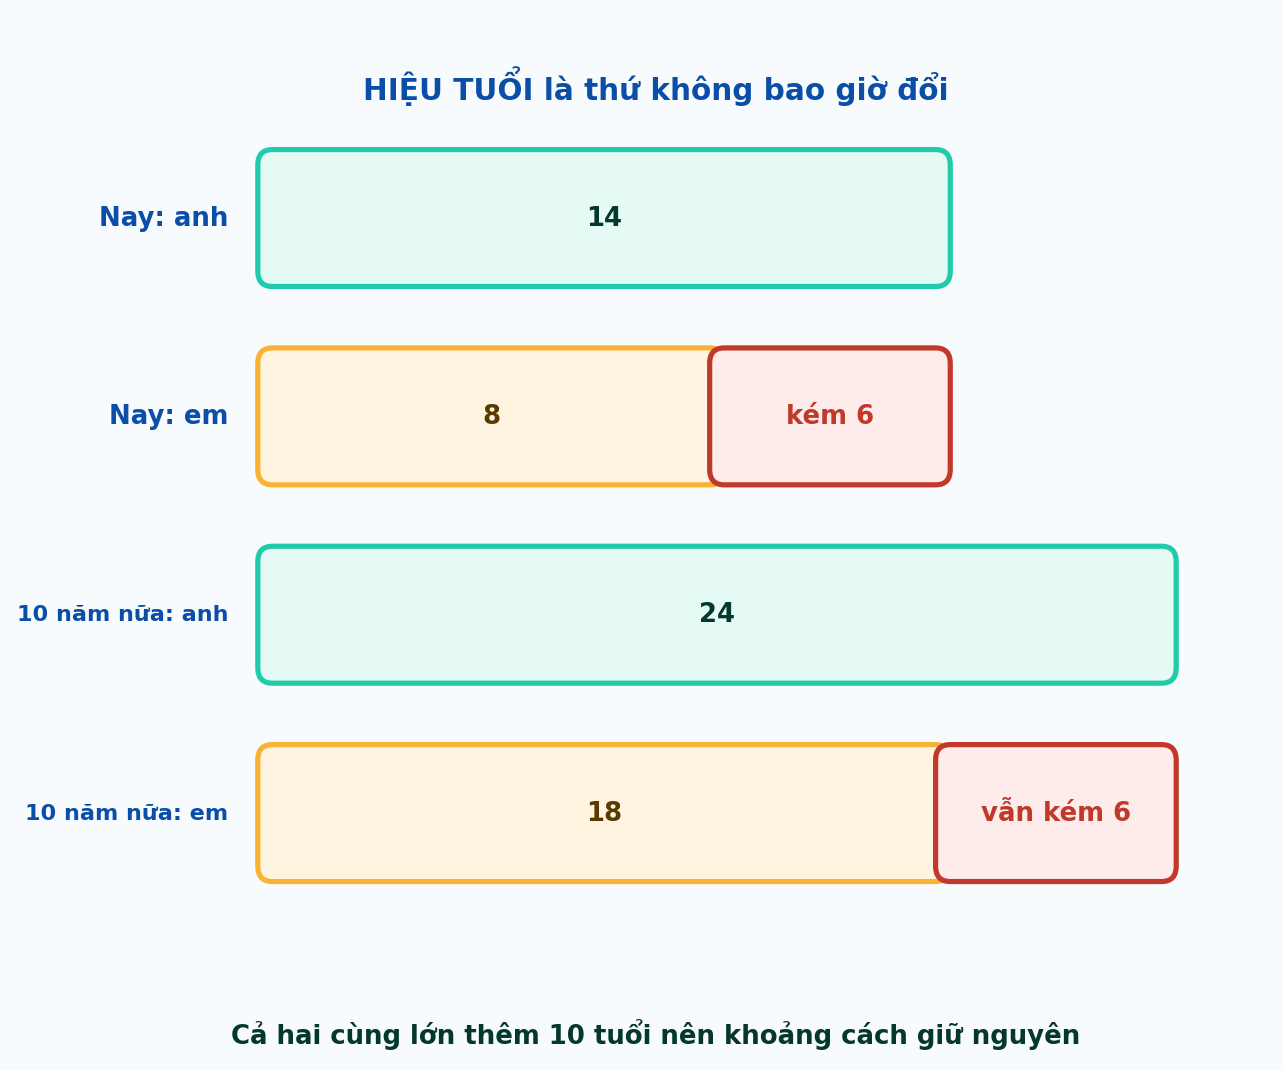 HIỆU TUỔI là thứ không bao giờ đổi
Nay: anh
14
Nay: em
8
kém 6
10 năm nữa: anh
24
10 năm nữa: em
18
vẫn kém 6
Cả hai cùng lớn thêm 10 tuổi nên khoảng cách giữ nguyên